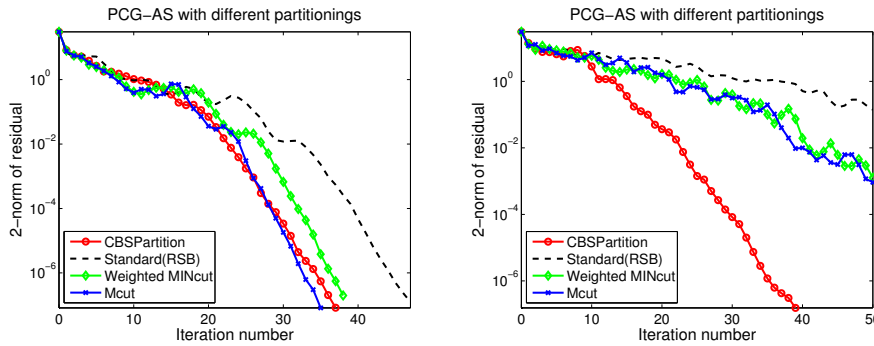 PCG-AS with different partitionings
2-norm of residual
10^0
10^-2
10^-4
10^-6
CBSPartition
Standard(RSB)
Weighted MINcut
Mcut
0 10 20 30 40
Iteration number
PCG-AS with different partitionings
2-norm of residual
10^0
10^-2
10^-4
10^-6
CBSPartition
Standard(RSB)
Weighted MINcut
Mcut
0 10 20 30 40 50
Iteration number